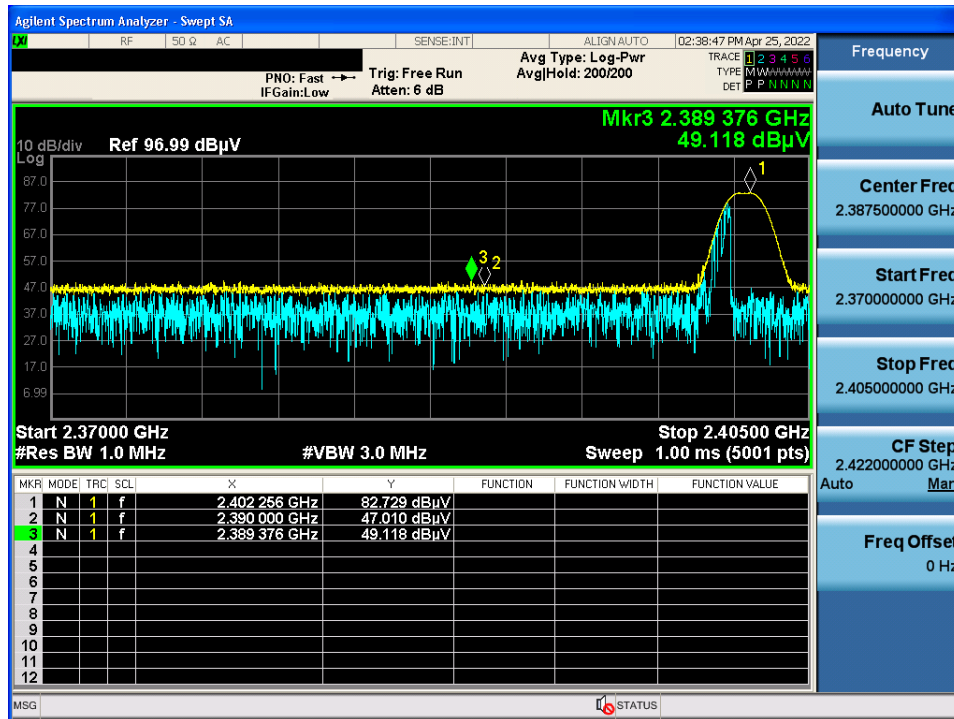 Agilent Spectrum Analyzer - Swept SA
LXI RF 50 Ω AC SENSE:INT ALIGN AUTO 02:38:47 PM Apr 25, 2022
PNO: Fast Trig: Free Run Avg Type: Log-Pwr TRACE 1 2 3 4 5 6
IFGain:Low Atten: 6 dB Avg|Hold: 200/200 TYPE M
DET P P N N N N
Mkr3 2.389 376 GHz
49.118 dBµV
10 dB/div Ref 96.99 dBµV
Log
87.0
77.0
67.0
57.0
47.0
37.0
27.0
17.0
6.99
1
3 2
Start 2.37000 GHz Stop 2.40500 GHz
#Res BW 1.0 MHz #VBW 3.0 MHz Sweep 1.00 ms (5001 pts)
MKR MODE TRC SCL X Y FUNCTION FUNCTION WIDTH FUNCTION VALUE
1 N 1 f 2.402 256 GHz 82.729 dBµV
2 N 1 f 2.390 000 GHz 47.010 dBµV
3 N 1 f 2.389 376 GHz 49.118 dBµV
4
5
6
7
8
9
10
11
12
MSG STATUS
Frequency
Auto Tune
Center Freq
2.387500000 GHz
Start Freq
2.370000000 GHz
Stop Freq
2.405000000 GHz
CF Step
2.422000000 GHz
Auto Man
Freq Offset
0 Hz